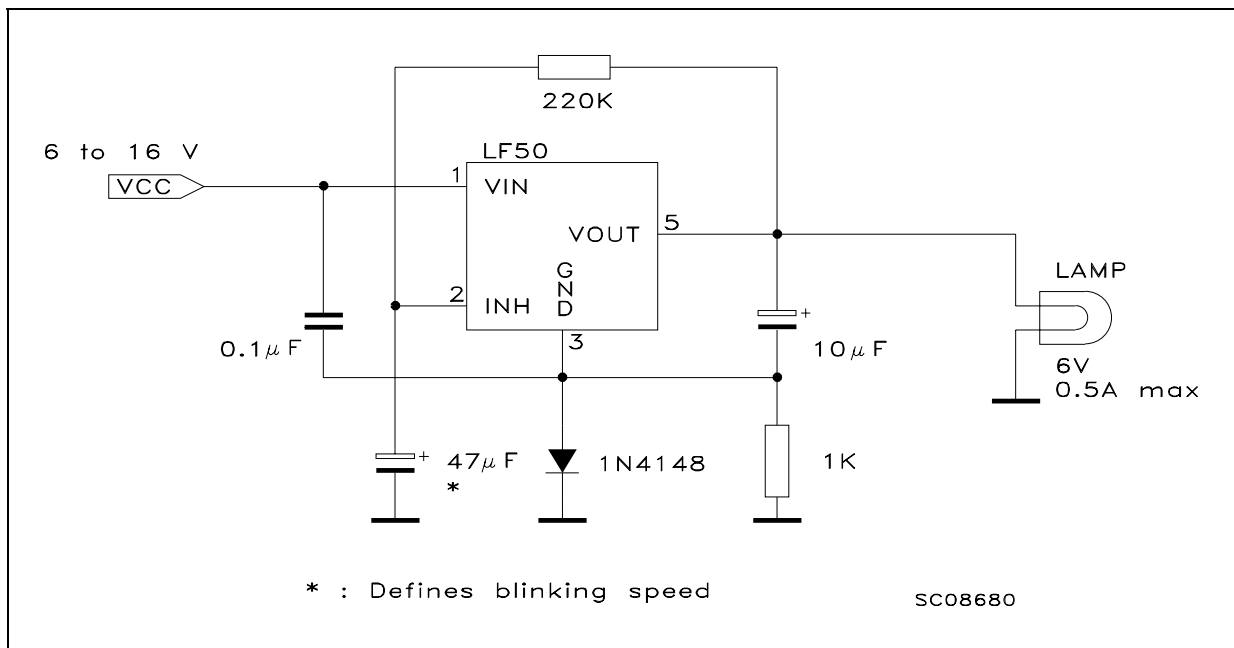 220K
6 to 16 V
LF50
VCC
1
VIN
5
VOUT
GND
LAMP
2
INH
3
0.1μF
10μF
6V
0.5A max
47μF
*
1N4148
1K
* : Defines blinking speed
SC08680